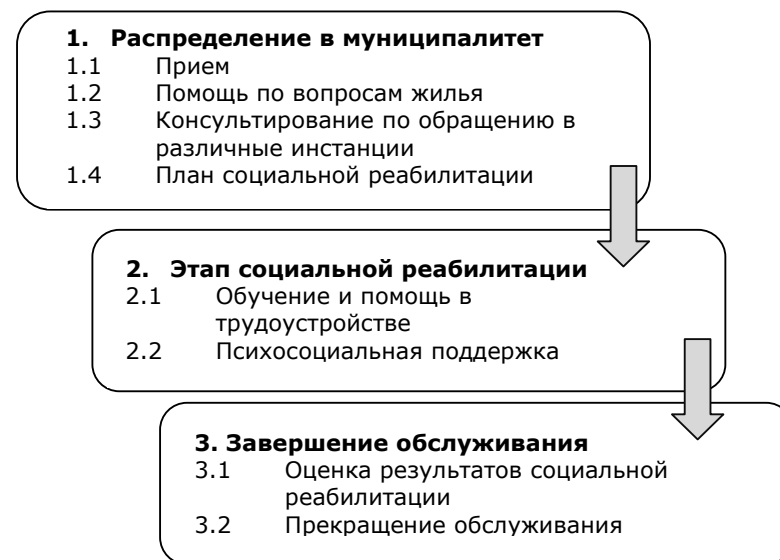 1. Распределение в муниципалитет
1.1 Прием
1.2 Помощь по вопросам жилья
1.3 Консультирование по обращению в
различные инстанции
1.4 План социальной реабилитации
2. Этап социальной реабилитации
2.1 Обучение и помощь в
трудоустройстве
2.2 Психосоциальная поддержка
3. Завершение обслуживания
3.1 Оценка результатов социальной
реабилитации
3.2 Прекращение обслуживания